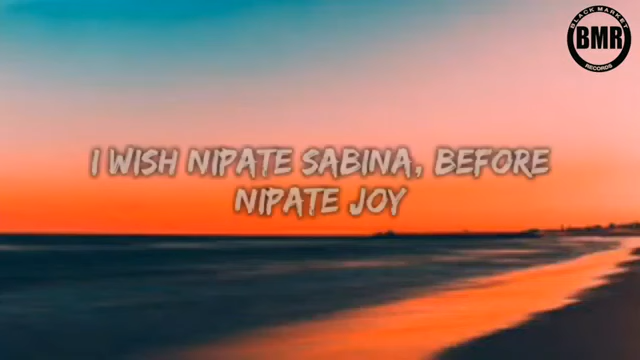 BLACK MARKET
BMR
RECORDS
I WISH NIPATE SABINA, BEFORE
NIPATE JOY